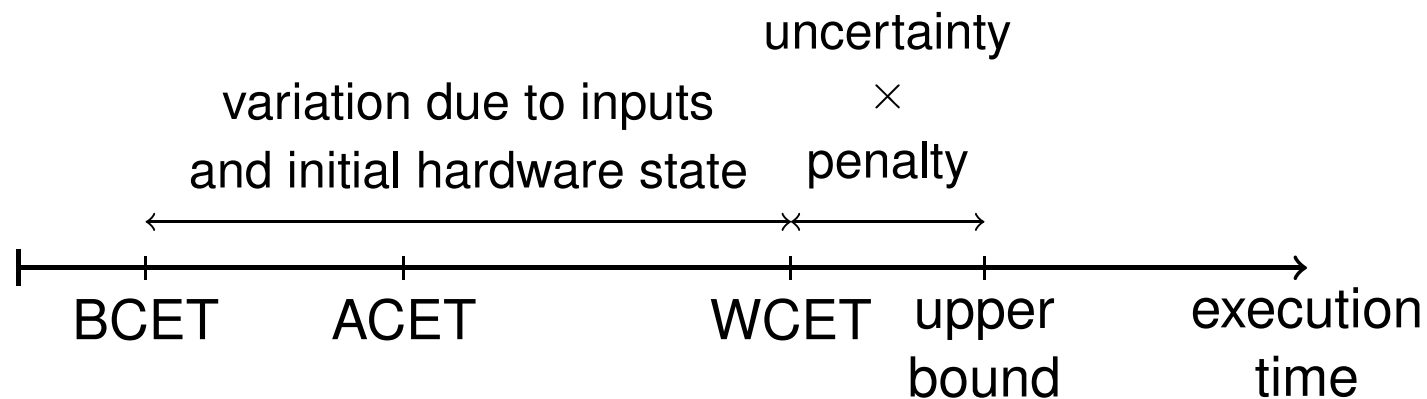 uncertainty
×
penalty
variation due to inputs
and initial hardware state
BCET
ACET
WCET
upper
bound
execution
time